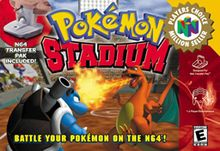 POKéMON
STADIUM
N64
TRANSFER
PAK
INCLUDED!
PLAYERS CHOICE
MILLION SELLER
BATTLE YOUR POKéMON ON THE N64!
E